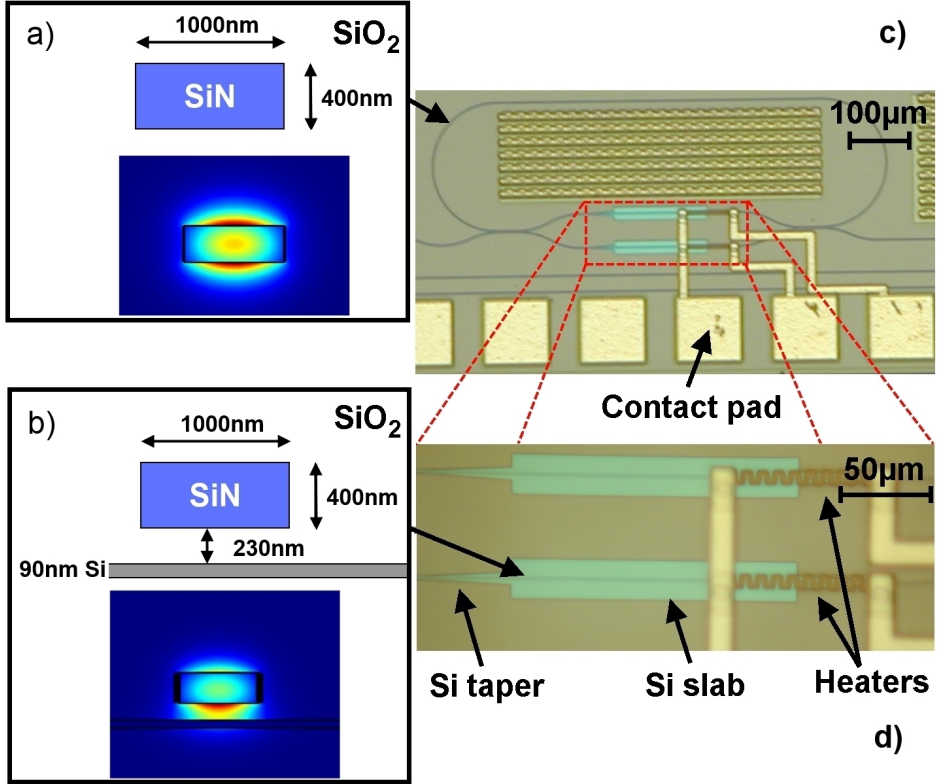 a)
1000nm
SiO2
SiN
400nm
b)
1000nm
SiO2
SiN
400nm
230nm
90nm Si
c)
100µm
Contact pad
50µm
Si taper
Si slab
Heaters
d)